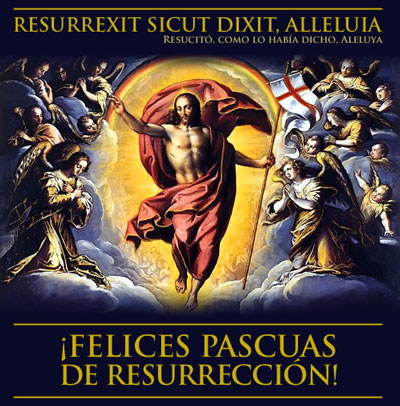 RESURREXIT SICUT DIXIT, ALLELUIA
RESUCITÓ, COMO LO HABÍA DICHO, ALELUYA
¡FELICES PASCUAS
DE RESURRECCIÓN!